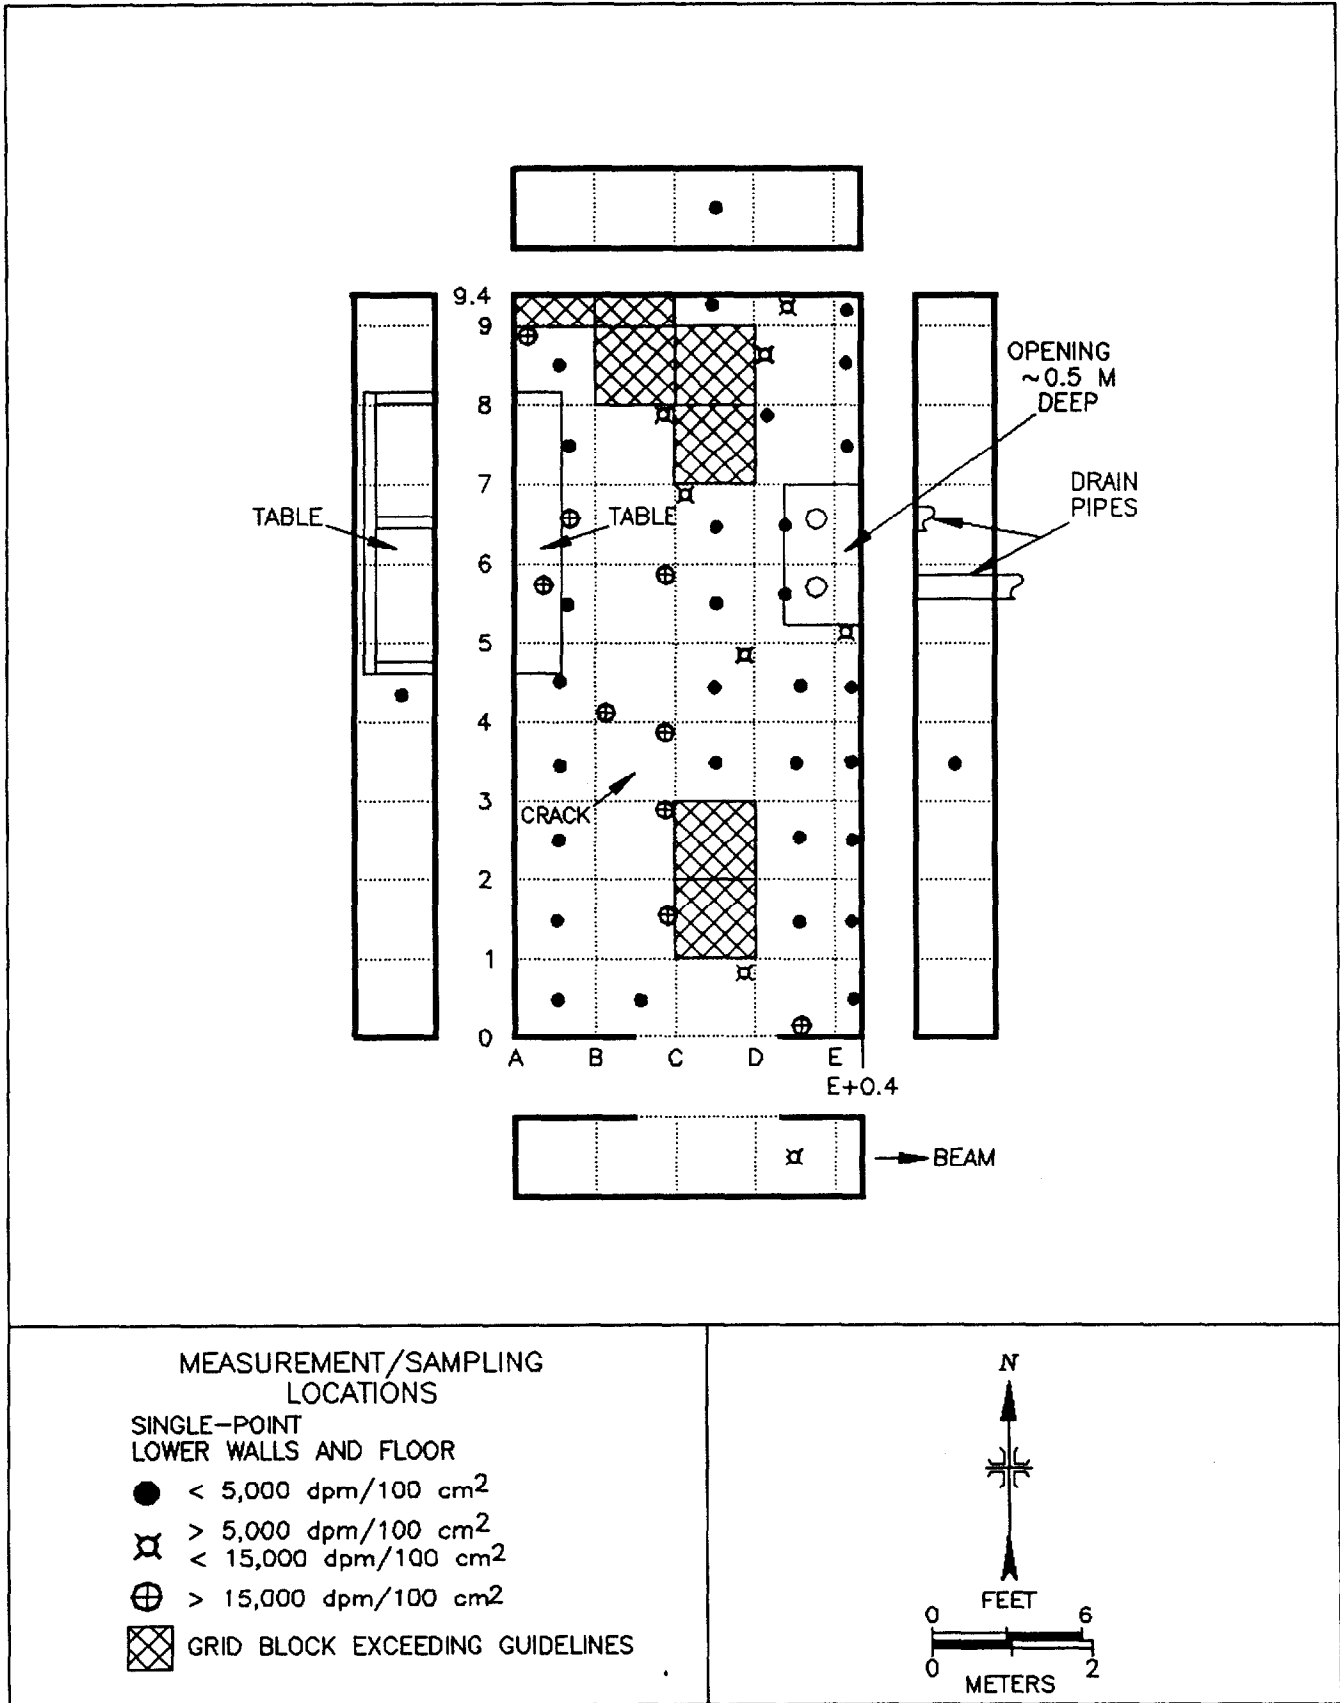 9.4
9
OPENING
~0.5 M
DEEP
8
DRAIN
PIPES
7
TABLE
TABLE
6
5
4
3
CRACK
2
1
0
A B C D E
E+0.4
BEAM
MEASUREMENT/SAMPLING
LOCATIONS
SINGLE-POINT
LOWER WALLS AND FLOOR
< 5,000 dpm/100 cm2
> 5,000 dpm/100 cm2
< 15,000 dpm/100 cm2
> 15,000 dpm/100 cm2
GRID BLOCK EXCEEDING GUIDELINES
N
FEET
0 6
0 2
METERS